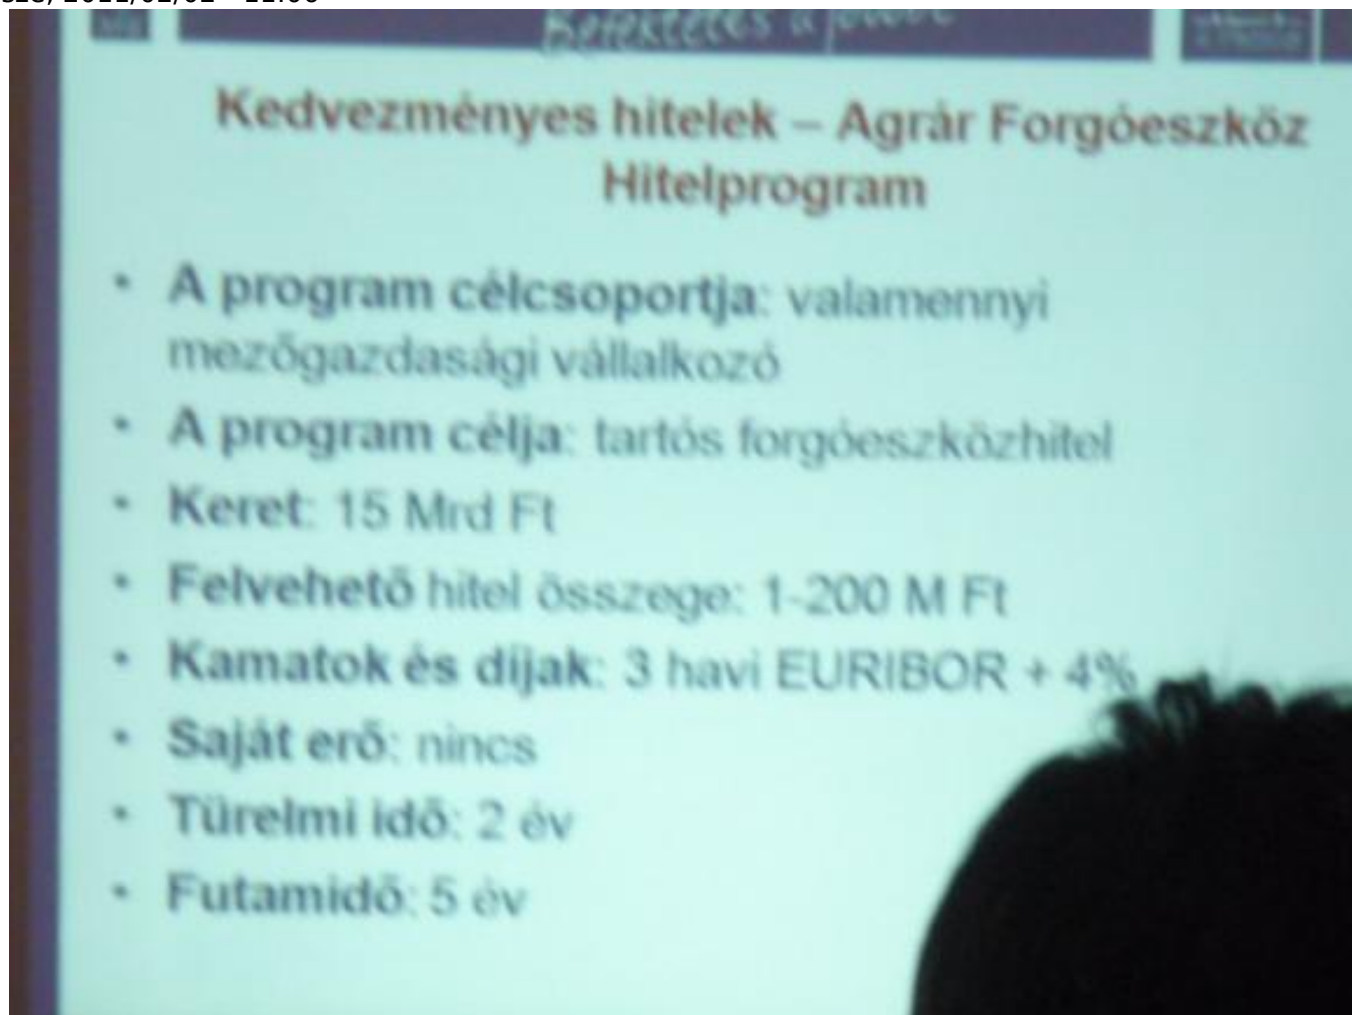 Befektetés a jövőbe
Kedvezményes hitelek – Agrár Forgóeszköz
Hitelprogram
• A program célcsoportja: valamennyi
mezőgazdasági vállalkozó
• A program célja: tartós forgóeszközhitel
• Keret: 15 Mrd Ft
• Felvehető hitel összege: 1-200 M Ft
• Kamatok és díjak: 3 havi EURIBOR + 4%
• Saját erő: nincs
• Türelmi idő: 2 év
• Futamidő: 5 év